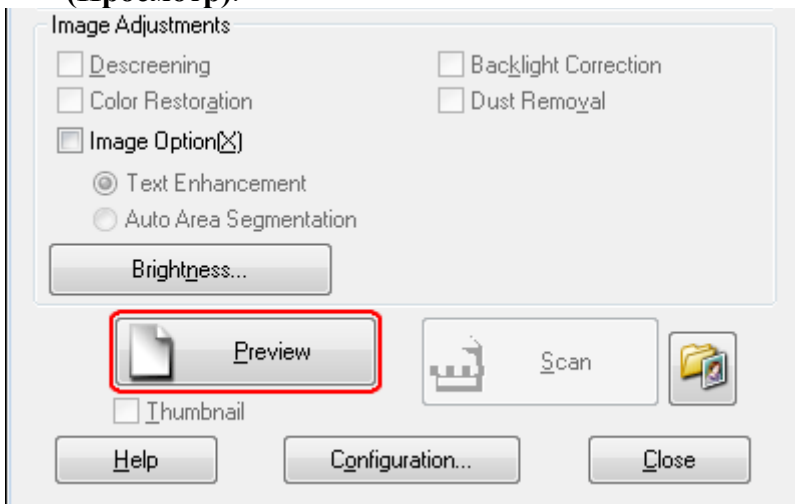 (Просмотр).
Image Adjustments
Descreening
Backlight Correction
Color Restoration
Dust Removal
Image Option(X)
Text Enhancement
Auto Area Segmentation
Brightness...
Preview
Scan
Thumbnail
Help
Configuration...
Close